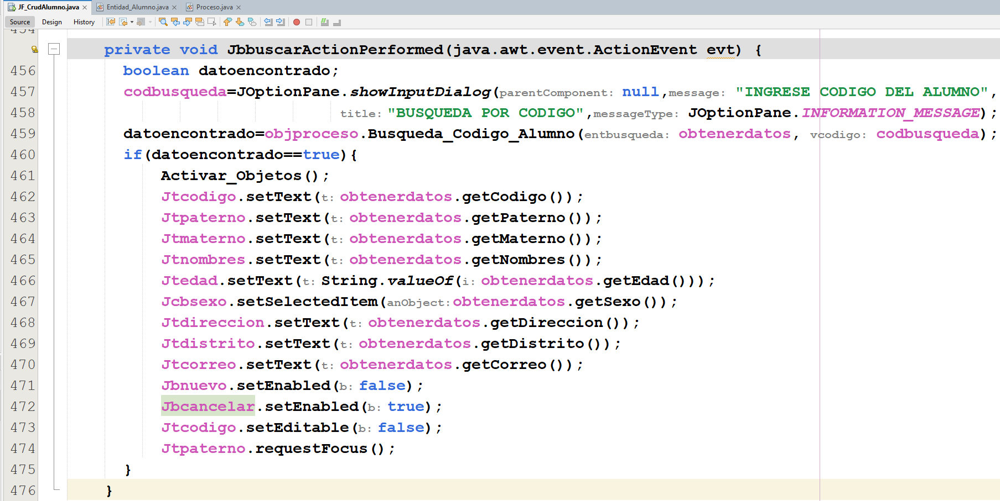 JF_CrudAlumno.java × Entidad_Alumno.java × Proceso.java ×
Source Design History
454
private void JbbuscarActionPerformed(java.awt.event.ActionEvent evt) {
456 boolean datoencontrado;
457 codbusqueda=JOptionPane.showInputDialog(parentComponent: null,message: "INGRESE CODIGO DEL ALUMNO",
458 title: "BUSQUEDA POR CODIGO",messageType: JOptionPane.INFORMATION_MESSAGE);
459 datoencontrado=objproceso.Busqueda_Codigo_Alumno(entbusqueda: obtenerdatos, vcodigo: codbusqueda);
460 if(datoencontrado==true){
461 Activar_Objetos();
462 Jtcodigo.setText(t: obtenerdatos.getCodigo());
463 Jtpaterno.setText(t: obtenerdatos.getPaterno());
464 Jtmaterno.setText(t: obtenerdatos.getMaterno());
465 Jtnombres.setText(t: obtenerdatos.getNombres());
466 Jtedad.setText(t: String.valueOf(i: obtenerdatos.getEdad()));
467 Jcbsexo.setSelectedItem(anObject:obtenerdatos.getSexo());
468 Jtdireccion.setText(t: obtenerdatos.getDireccion());
469 Jtdistrito.setText(t: obtenerdatos.getDistrito());
470 Jtcorreo.setText(t: obtenerdatos.getCorreo());
471 Jbnuevo.setEnabled(b: false);
472 Jbcancelar.setEnabled(b: true);
473 Jtcodigo.setEditable(b: false);
474 Jtpaterno.requestFocus();
475 }
476 }